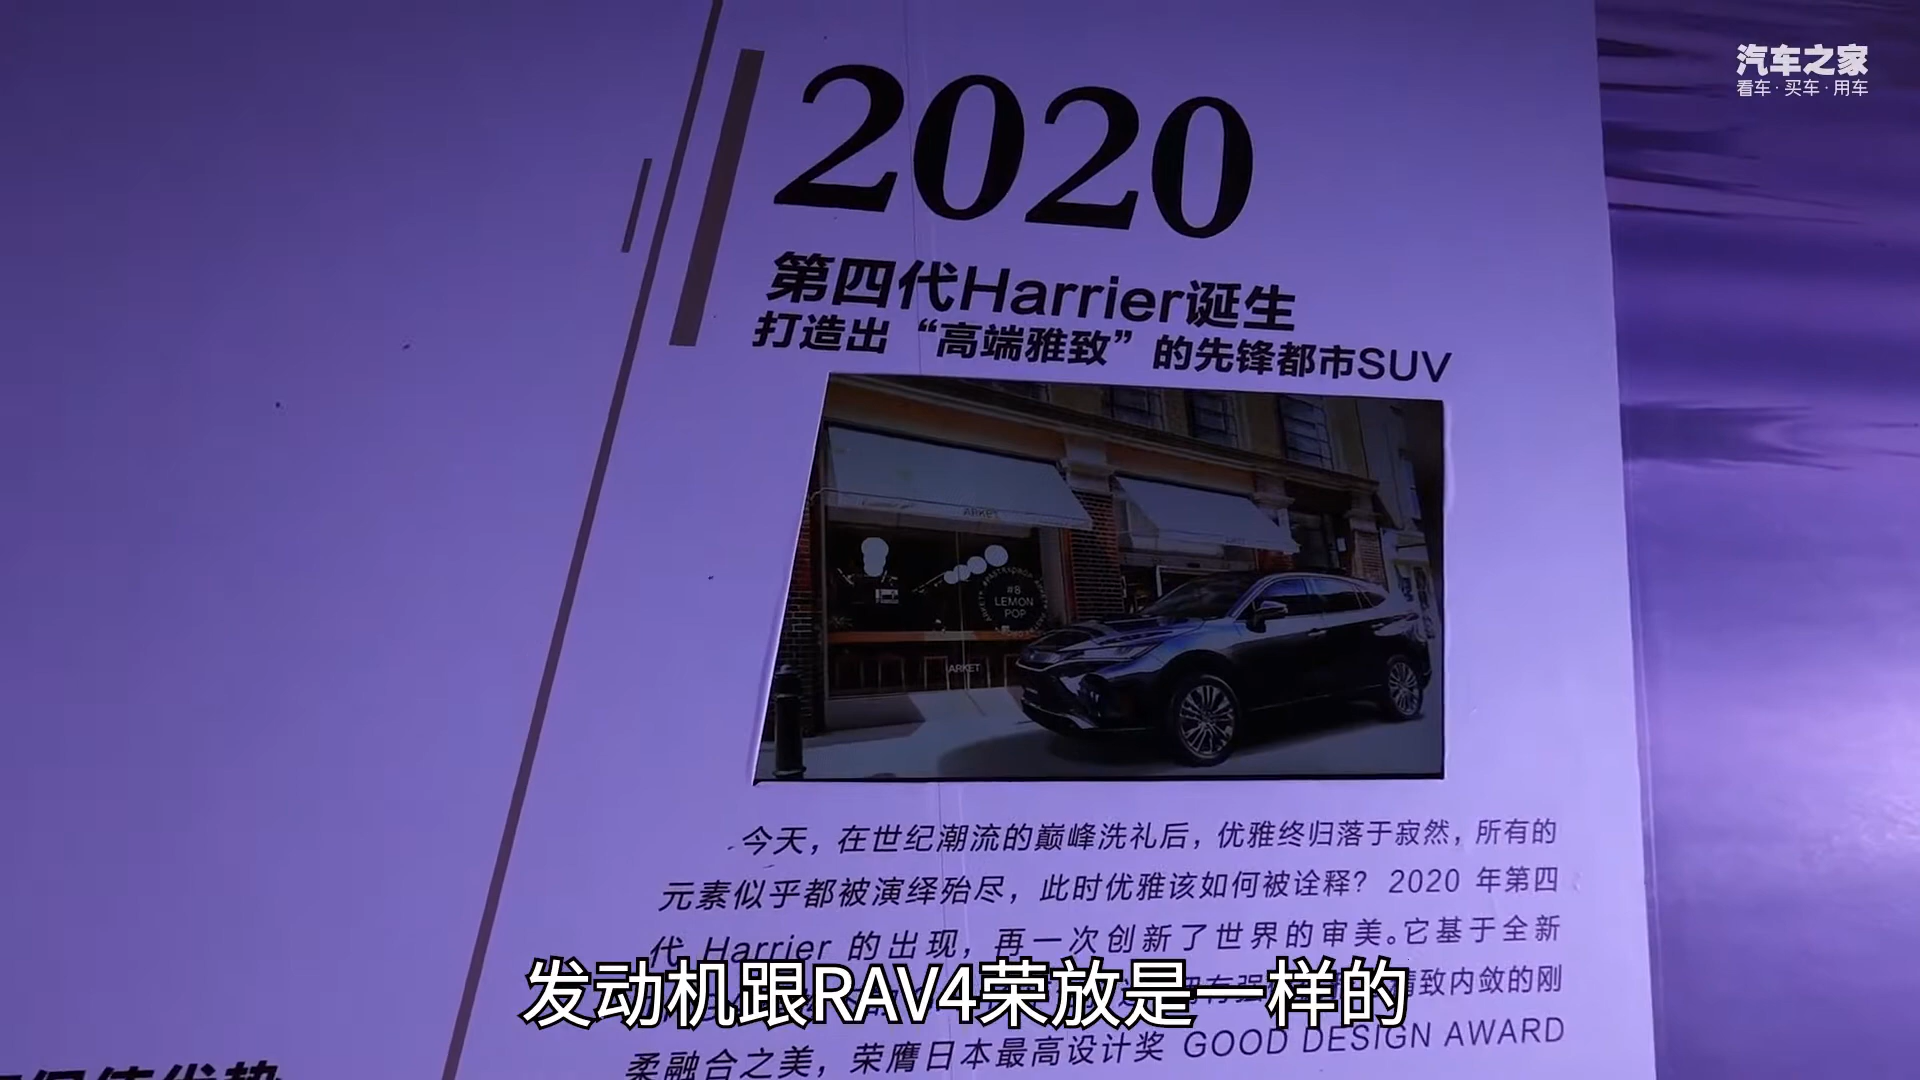 汽车之家
看车·买车·用车
2020
第四代Harrier诞生
打造出“高端雅致”的先锋都市SUV
ARKET
#8
LEMON
POP
ARKET
今天，在世纪潮流的巅峰洗礼后，优雅终归落于寂然，所有的
元素似乎都被演绎殆尽，此时优雅该如何被诠释？2020 年第四
代 Harrier 的出现，再一次创新了世界的审美。它基于全新
精致内敛的刚
发动机跟RAV4荣放是一样的
柔融合之美，荣膺日本最高设计奖 GOOD DESIGN AWARD